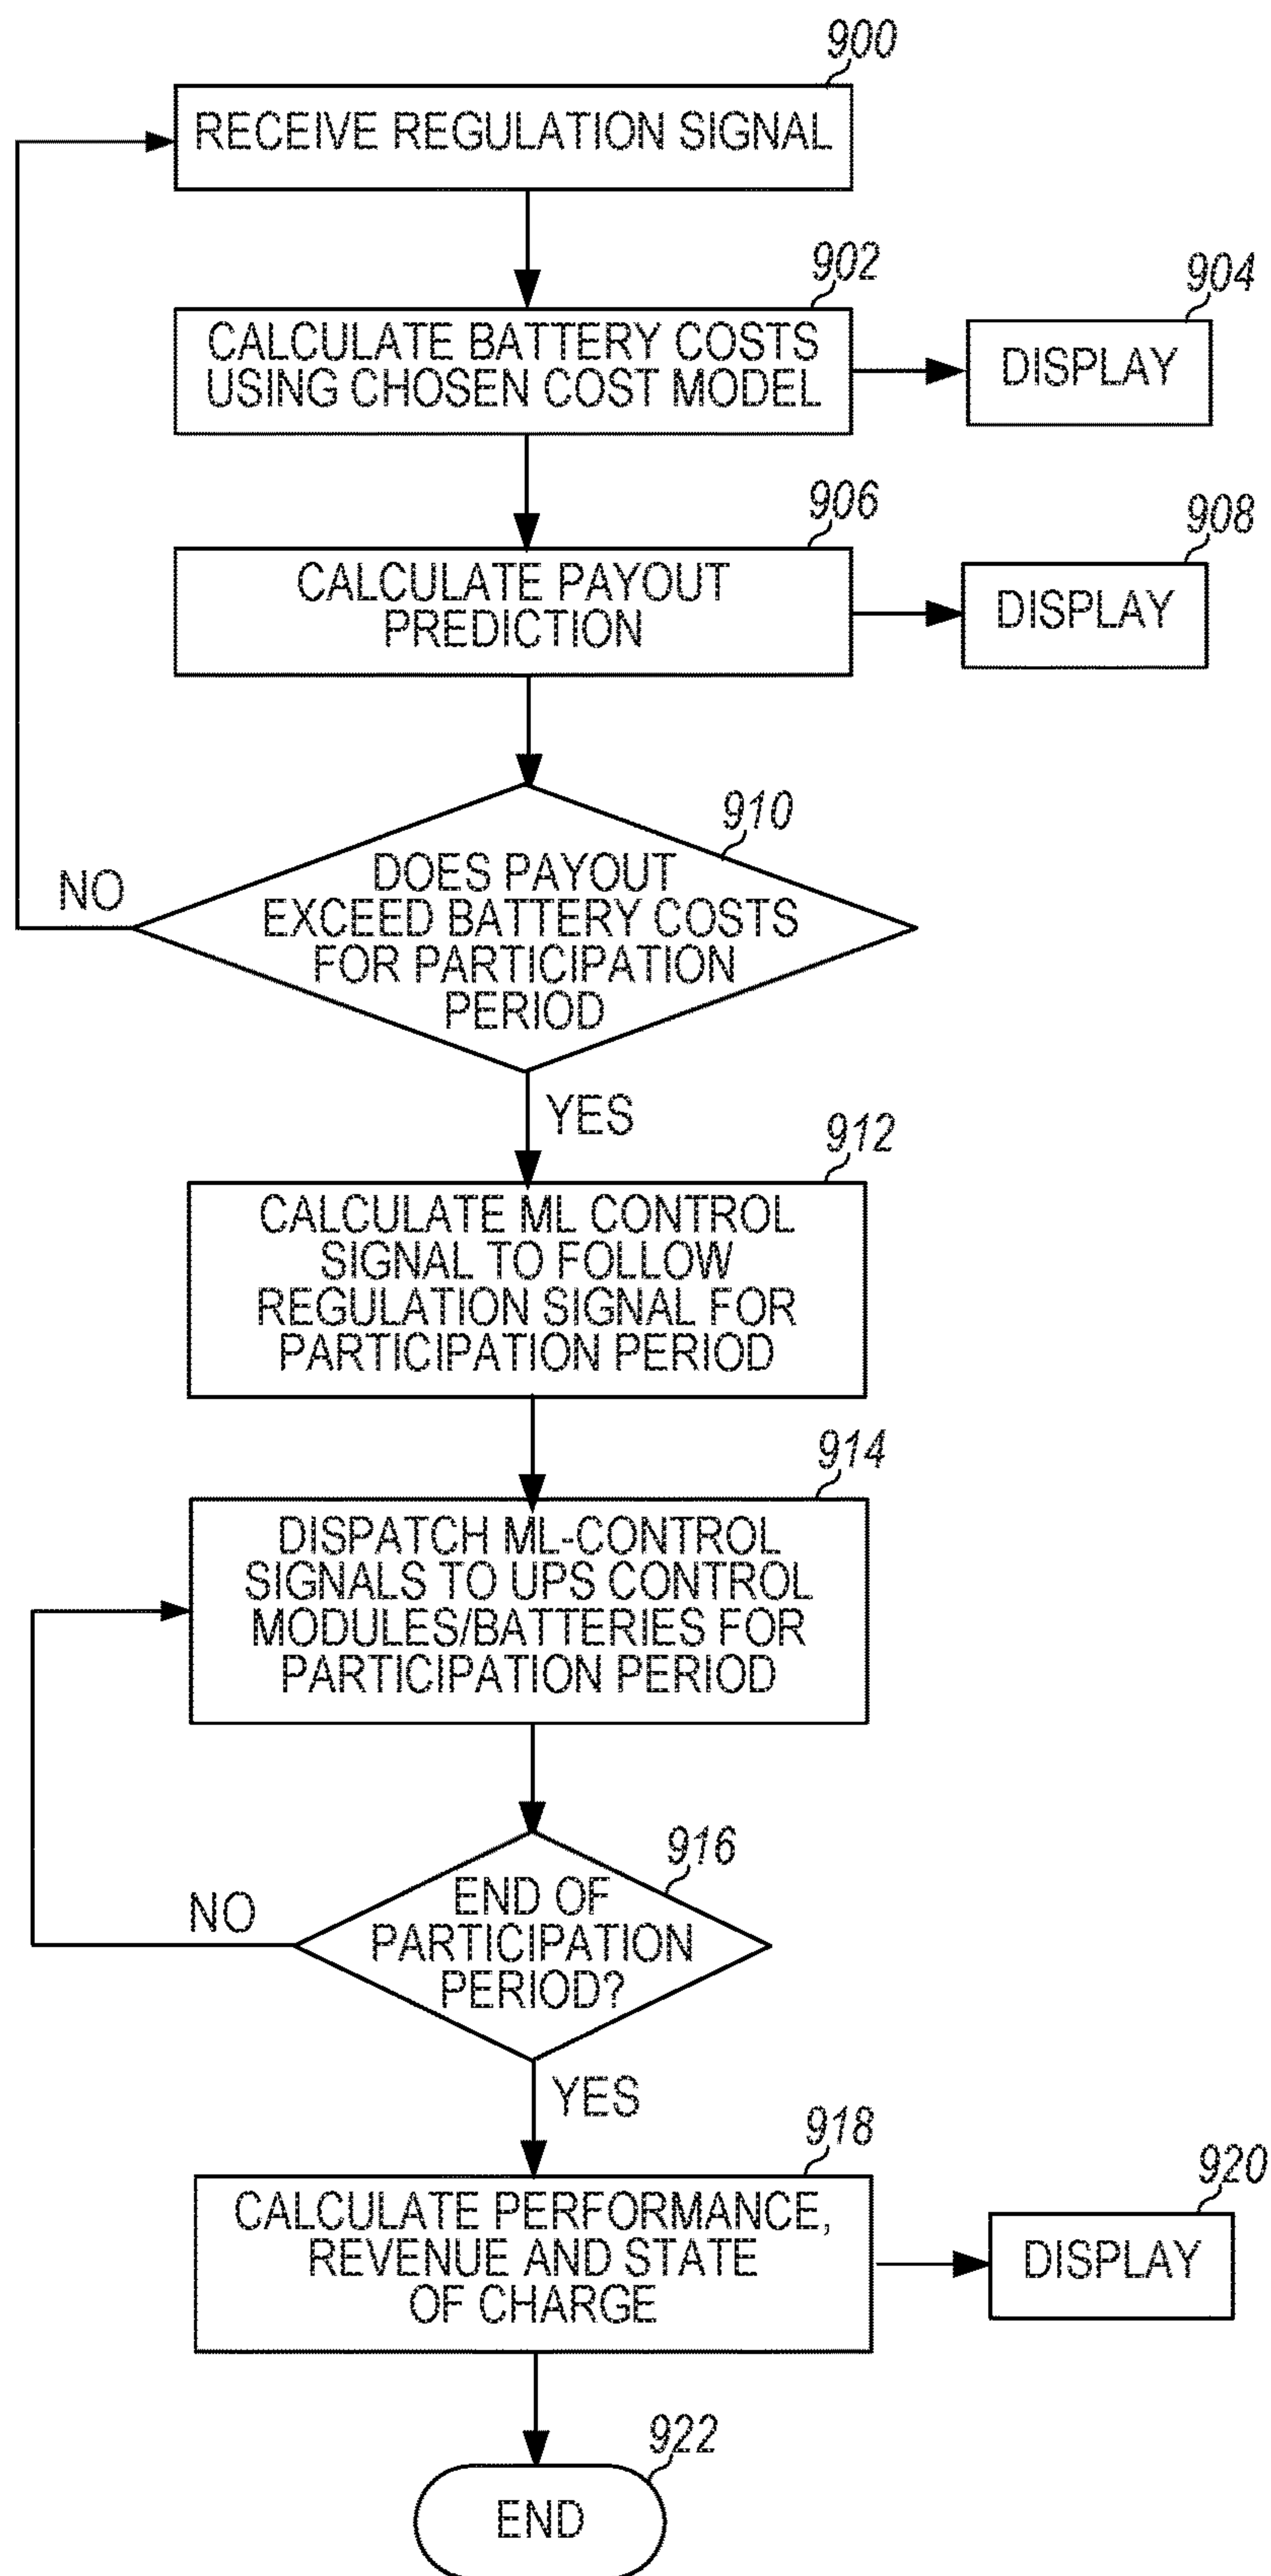 900
RECEIVE REGULATION SIGNAL
902
CALCULATE BATTERY COSTS
USING CHOSEN COST MODEL
904
DISPLAY
906
CALCULATE PAYOUT
PREDICTION
908
DISPLAY
910
DOES PAYOUT
EXCEED BATTERY COSTS
FOR PARTICIPATION
PERIOD
NO
YES
912
CALCULATE ML CONTROL
SIGNAL TO FOLLOW
REGULATION SIGNAL FOR
PARTICIPATION PERIOD
914
DISPATCH ML-CONTROL
SIGNALS TO UPS CONTROL
MODULES/BATTERIES FOR
PARTICIPATION PERIOD
916
END OF
PARTICIPATION
PERIOD?
NO
YES
918
CALCULATE PERFORMANCE,
REVENUE AND STATE
OF CHARGE
920
DISPLAY
922
END